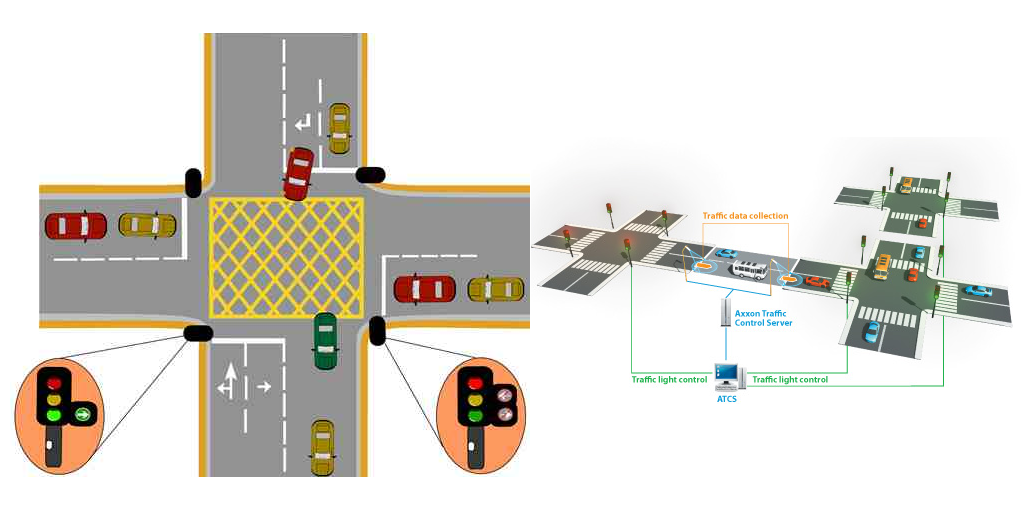 Traffic data collection
Axxon Traffic
Control Server
Traffic light control
Traffic light control
ATCS